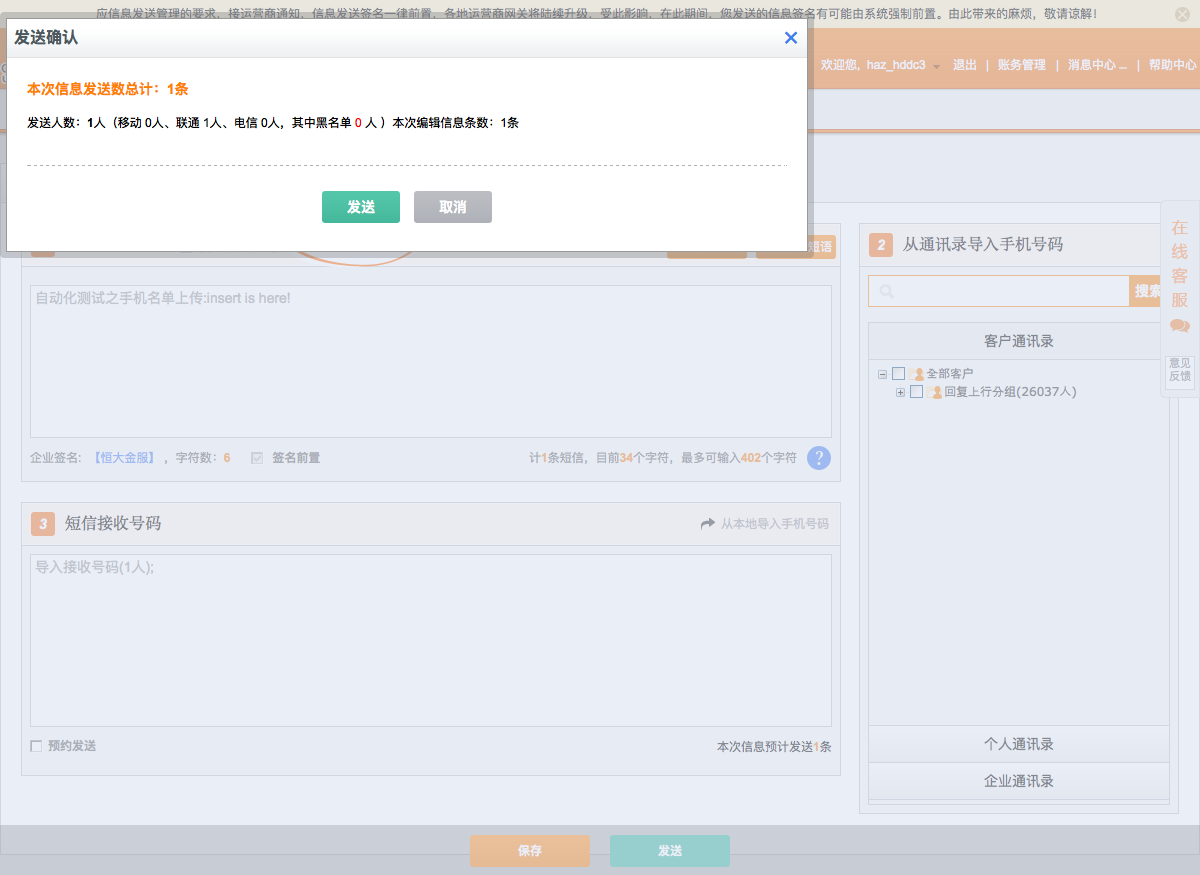 应信息发送管理的要求，接运营商通知，信息发送签名一律前置，各地运营商网关将陆续升级，受此影响，在此期间，您发送的信息签名有可能由系统强制前置。由此带来的麻烦，敬请谅解！
发送确认
本次信息发送数总计：1条
发送人数：1人（移动 0人、联通 1人、电信 0人，其中黑名单 0 人 ）本次编辑信息条数：1条
发送 取消
欢迎您, haz_hddc3 退出 | 账务管理 | 消息中心 ... | 帮助中心
短语
自动化测试之手机名单上传:insert is here!
企业签名: 【恒大金服】 ，字符数：6 签名前置 计1条短信，目前34个字符，最多可输入402个字符 ?
3 短信接收号码 从本地导入手机号码
导入接收号码(1人);
预约发送 本次信息预计发送1条
2 从通讯录导入手机号码
搜索
客户通讯录
全部客户
回复上行分组(26037人)
个人通讯录
企业通讯录
在
线
客
服
意见
反馈
保存 发送